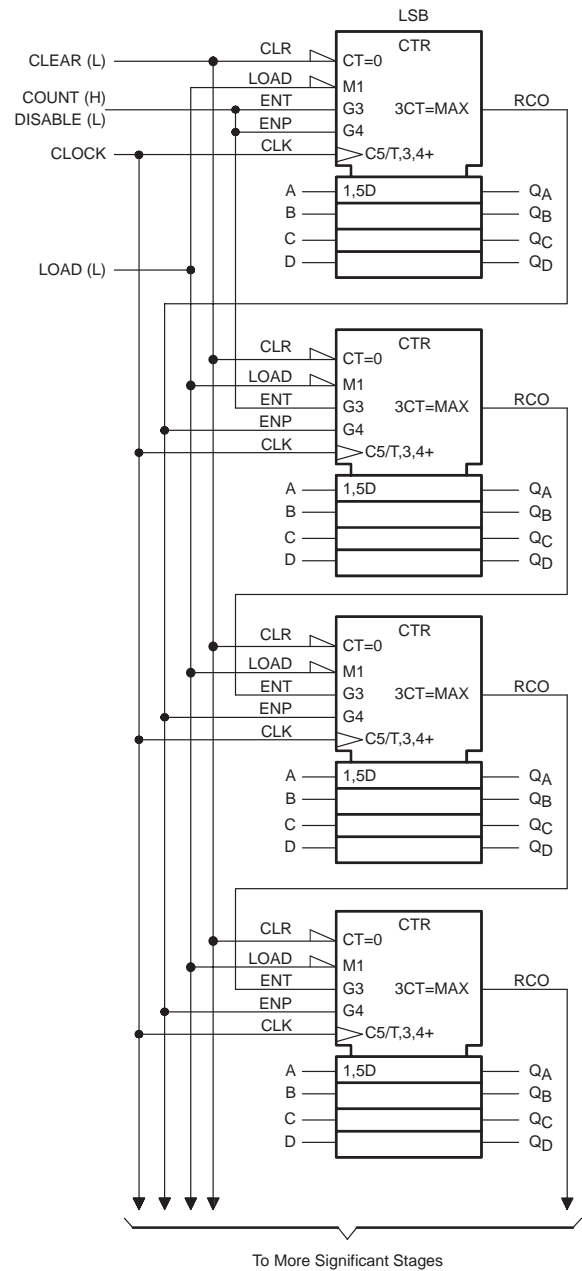 LSB
CTR
CLEAR (L)
CLR
CT=0
LOAD
M1
COUNT (H)
DISABLE (L)
ENT
G3
3CT=MAX
RCO
ENP
G4
CLOCK
CLK
C5/T,3,4+
A
1,5D
QA
B
QB
C
QC
D
QD
LOAD (L)
CTR
CLR
CT=0
LOAD
M1
ENT
G3
3CT=MAX
RCO
ENP
G4
CLK
C5/T,3,4+
A
1,5D
QA
B
QB
C
QC
D
QD
CTR
CLR
CT=0
LOAD
M1
ENT
G3
3CT=MAX
RCO
ENP
G4
CLK
C5/T,3,4+
A
1,5D
QA
B
QB
C
QC
D
QD
CTR
CLR
CT=0
LOAD
M1
ENT
G3
3CT=MAX
RCO
ENP
G4
CLK
C5/T,3,4+
A
1,5D
QA
B
QB
C
QC
D
QD
To More Significant Stages